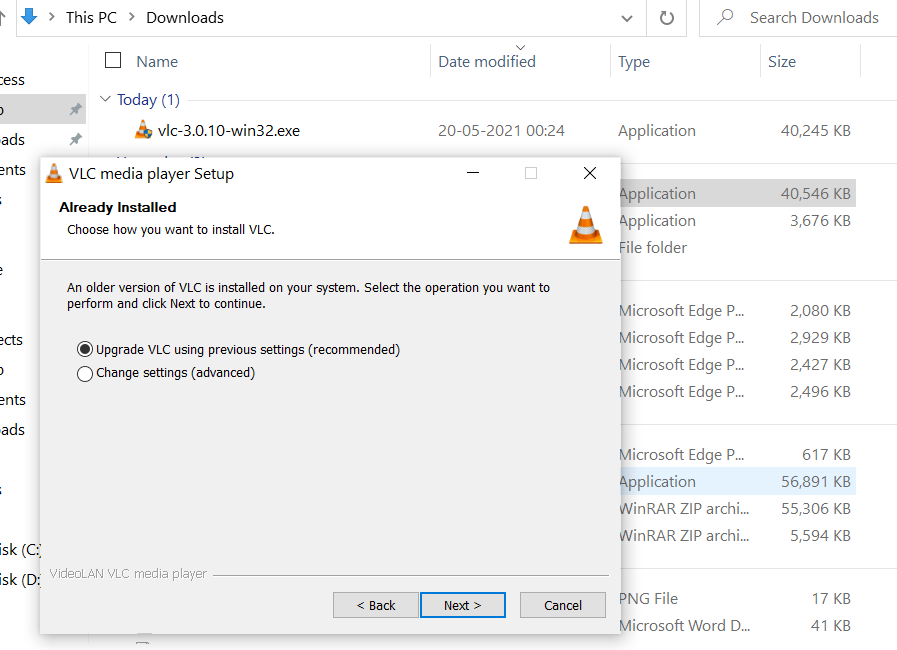 This PC > Downloads
Search Downloads
Name Date modified Type Size
cess
Today (1)
vlc-3.0.10-win32.exe 20-05-2021 00:24 Application 40,245 KB
oads
ents
VLC media player Setup
Already Installed
Choose how you want to install VLC.
An older version of VLC is installed on your system. Select the operation you want to
perform and click Next to continue.
Upgrade VLC using previous settings (recommended)
Change settings (advanced)
VideoLAN VLC media player
< Back Next > Cancel
Application 40,546 KB
Application 3,676 KB
File folder
Microsoft Edge P... 2,080 KB
Microsoft Edge P... 2,929 KB
Microsoft Edge P... 2,427 KB
Microsoft Edge P... 2,496 KB
Microsoft Edge P... 617 KB
Application 56,891 KB
WinRAR ZIP archi... 55,306 KB
WinRAR ZIP archi... 5,594 KB
PNG File 17 KB
Microsoft Word D... 41 KB
ects
ents
oads
isk (C:)
isk (D:)